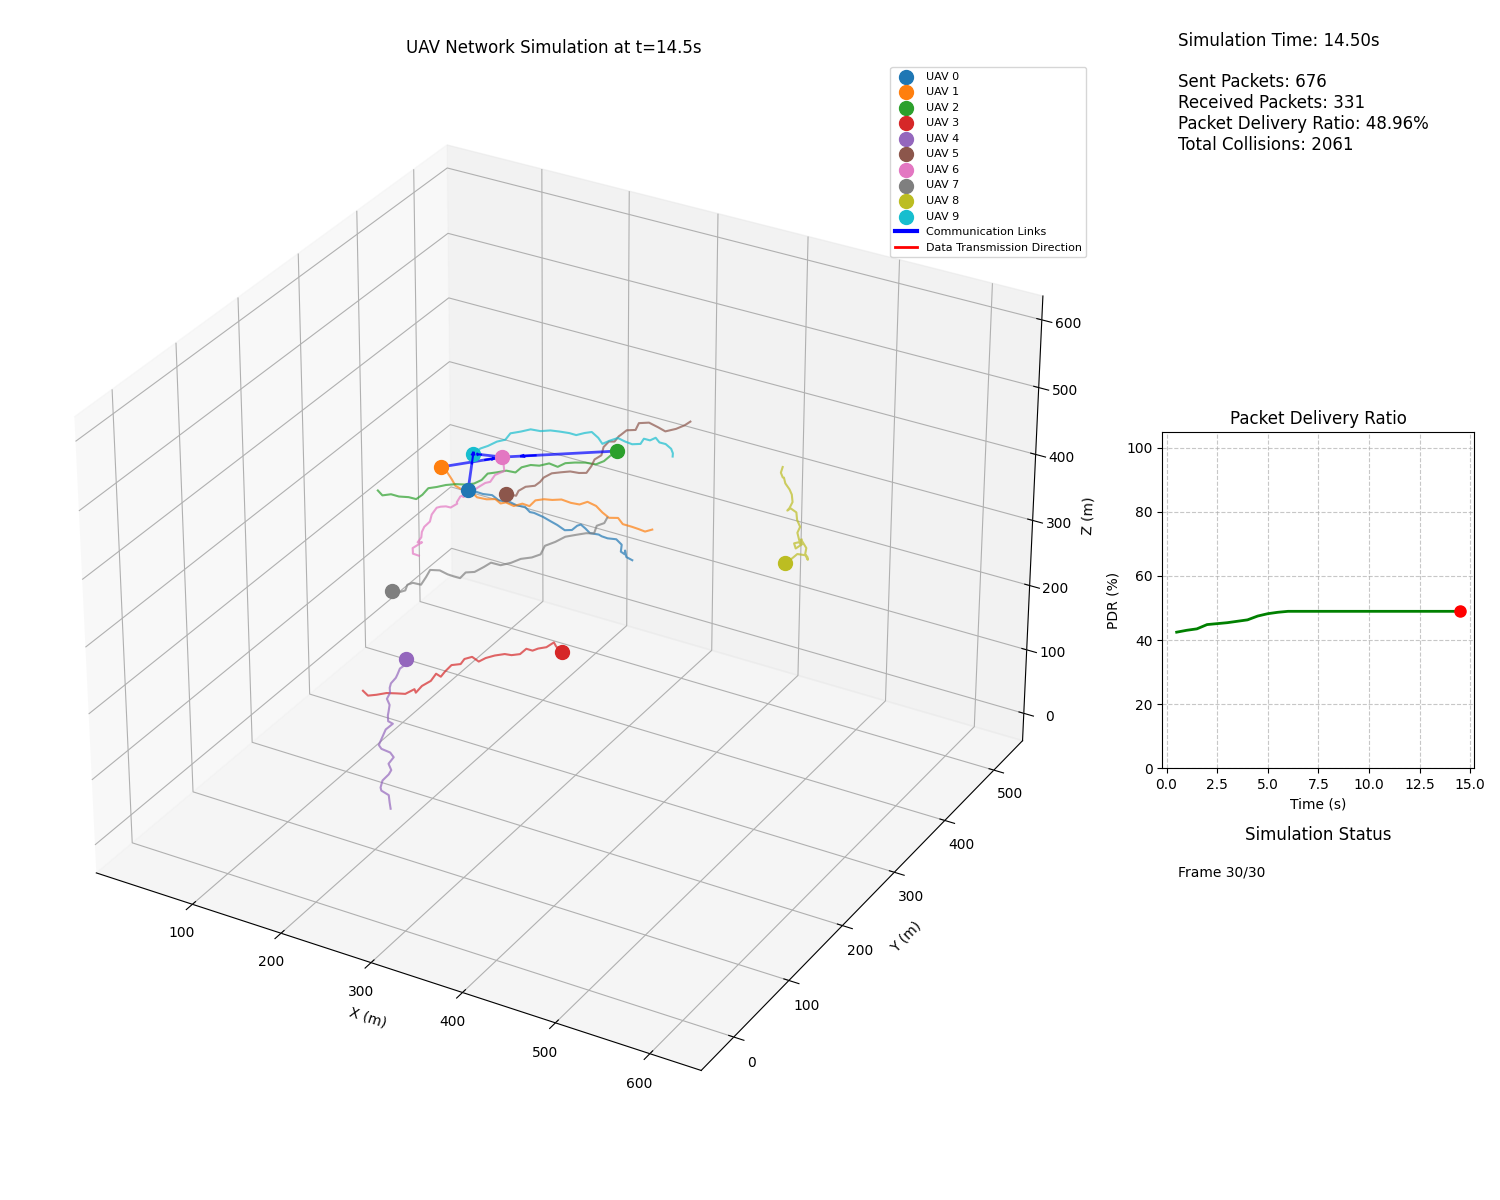 UAV Network Simulation at t=14.5s
UAV 0
UAV 1
UAV 2
UAV 3
UAV 4
UAV 5
UAV 6
UAV 7
UAV 8
UAV 9
Communication Links
Data Transmission Direction
600
500
400
300
200
100
0
Z (m)
500
400
300
200
100
0
Y (m)
100
200
300
400
500
600
X (m)
Simulation Time: 14.50s
Sent Packets: 676
Received Packets: 331
Packet Delivery Ratio: 48.96%
Total Collisions: 2061
Packet Delivery Ratio
100
80
60
40
20
0
PDR (%)
0.0 2.5 5.0 7.5 10.0 12.5 15.0
Time (s)
Simulation Status
Frame 30/30